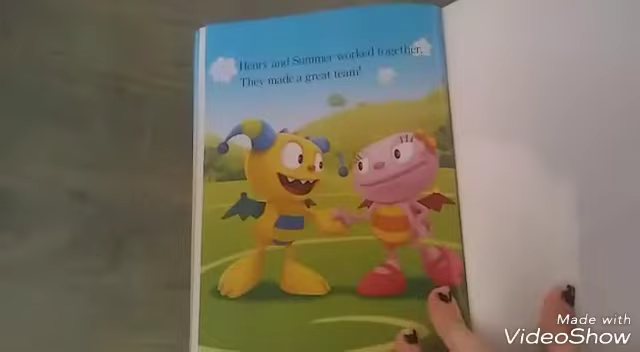 Henry and Summer worked together.
They made a great team!
Made with
VideoShow